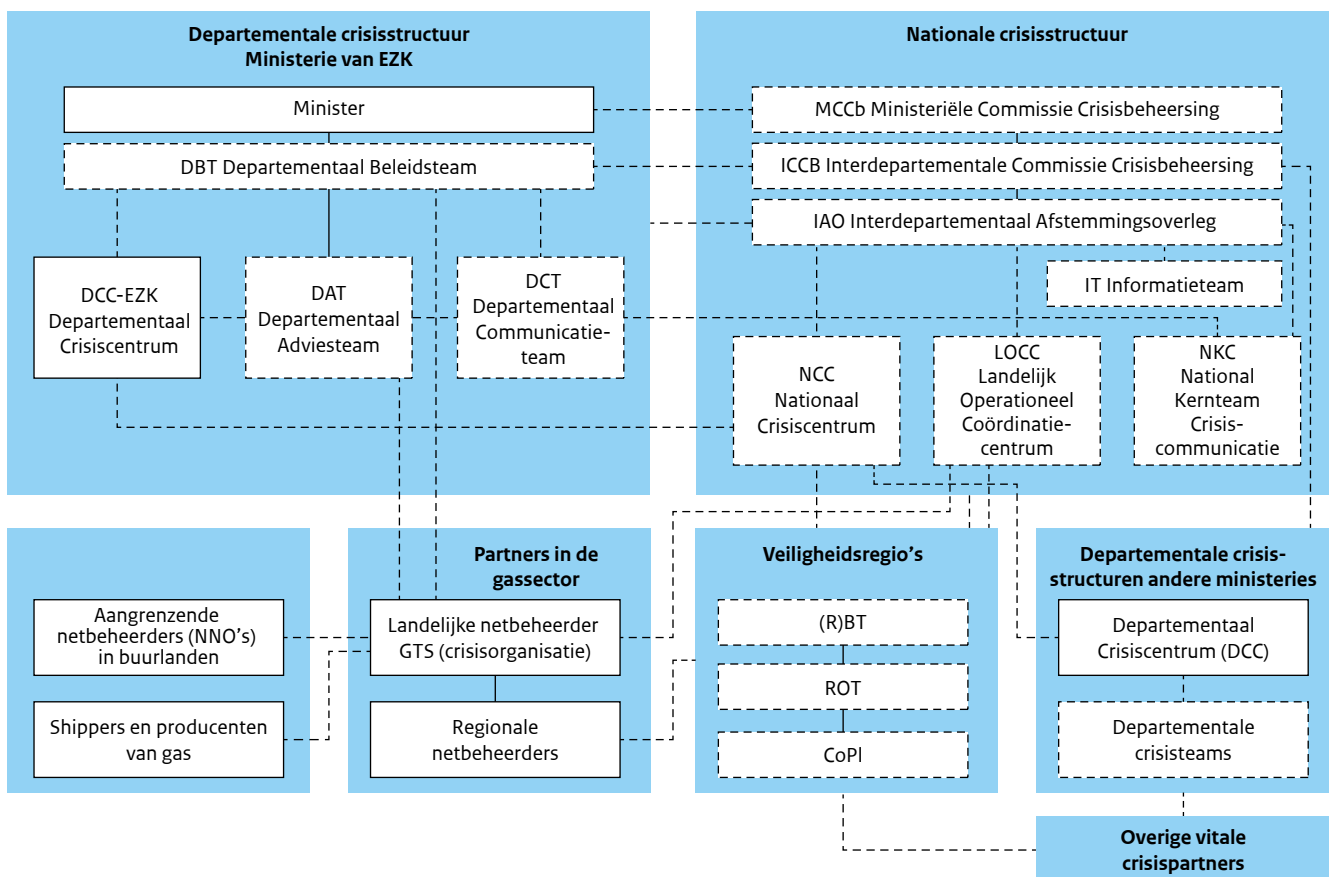 Departementale crisisstructuur
Ministerie van EZK
Minister
DBT Departementaal Beleidsteam
DCC-EZK
Departementaal
Crisiscentrum
DAT
Departementaal
Adviesteam
DCT
Departementaal
Communicatie-
team
Nationale crisisstructuur
MCCb Ministeriële Commissie Crisisbeheersing
ICCB Interdepartementale Commissie Crisisbeheersing
IAO Interdepartementaal Afstemmingsoverleg
IT Informatieteam
NCC
Nationaal
Crisiscentrum
LOCC
Landelijk
Operationeel
Coördinatie-
centrum
NKC
National
Kernteam
Crisis-
communicatie
Aangrenzende
netbeheerders (NNO's)
in buurlanden
Shippers en producenten
van gas
Partners in de
gassector
Landelijke netbeheerder
GTS (crisisorganisatie)
Regionale
netbeheerders
Veiligheidsregio's
(R)BT
ROT
CoPl
Departementale crisis-
structuren andere ministeries
Departementaal
Crisiscentrum (DCC)
Departementale
crisisteams
Overige vitale
crisispartners